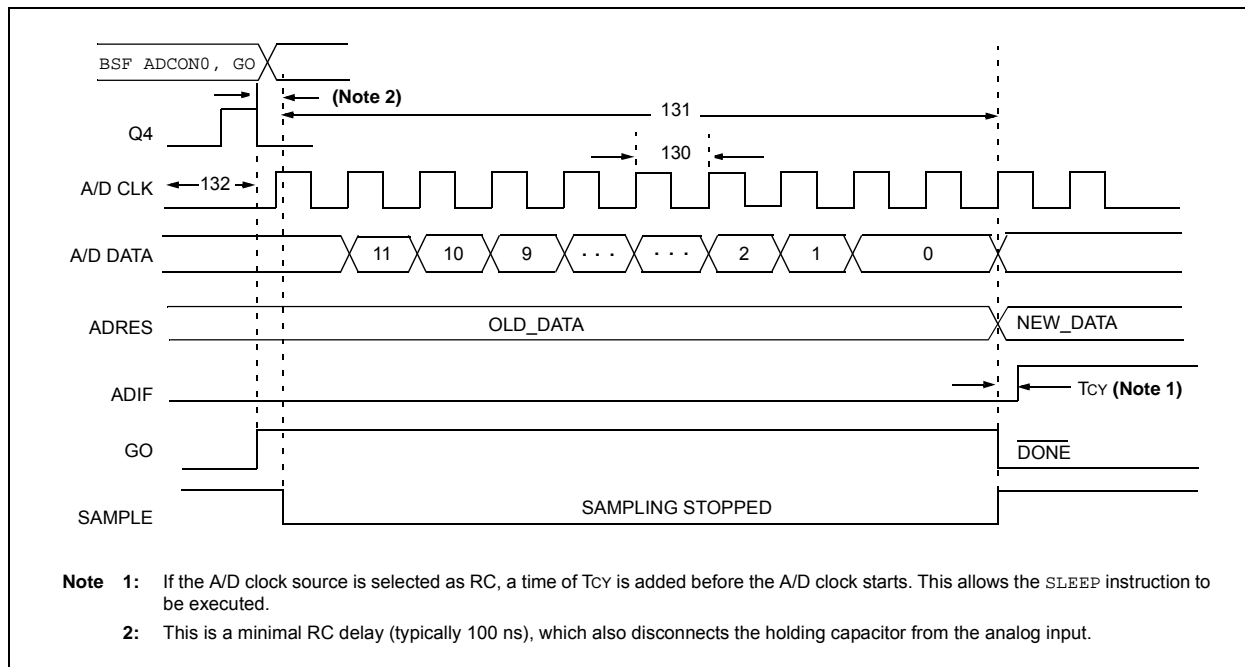 BSF ADCON0, GO
(Note 2)
131
Q4
130
A/D CLK
132
A/D DATA
11
10
9
. . .
. . .
2
1
0
ADRES
OLD_DATA
NEW_DATA
ADIF
TCY (Note 1)
GO
DONE
SAMPLE
SAMPLING STOPPED
Note 1: If the A/D clock source is selected as RC, a time of TCY is added before the A/D clock starts. This allows the SLEEP instruction to
be executed.
2: This is a minimal RC delay (typically 100 ns), which also disconnects the holding capacitor from the analog input.